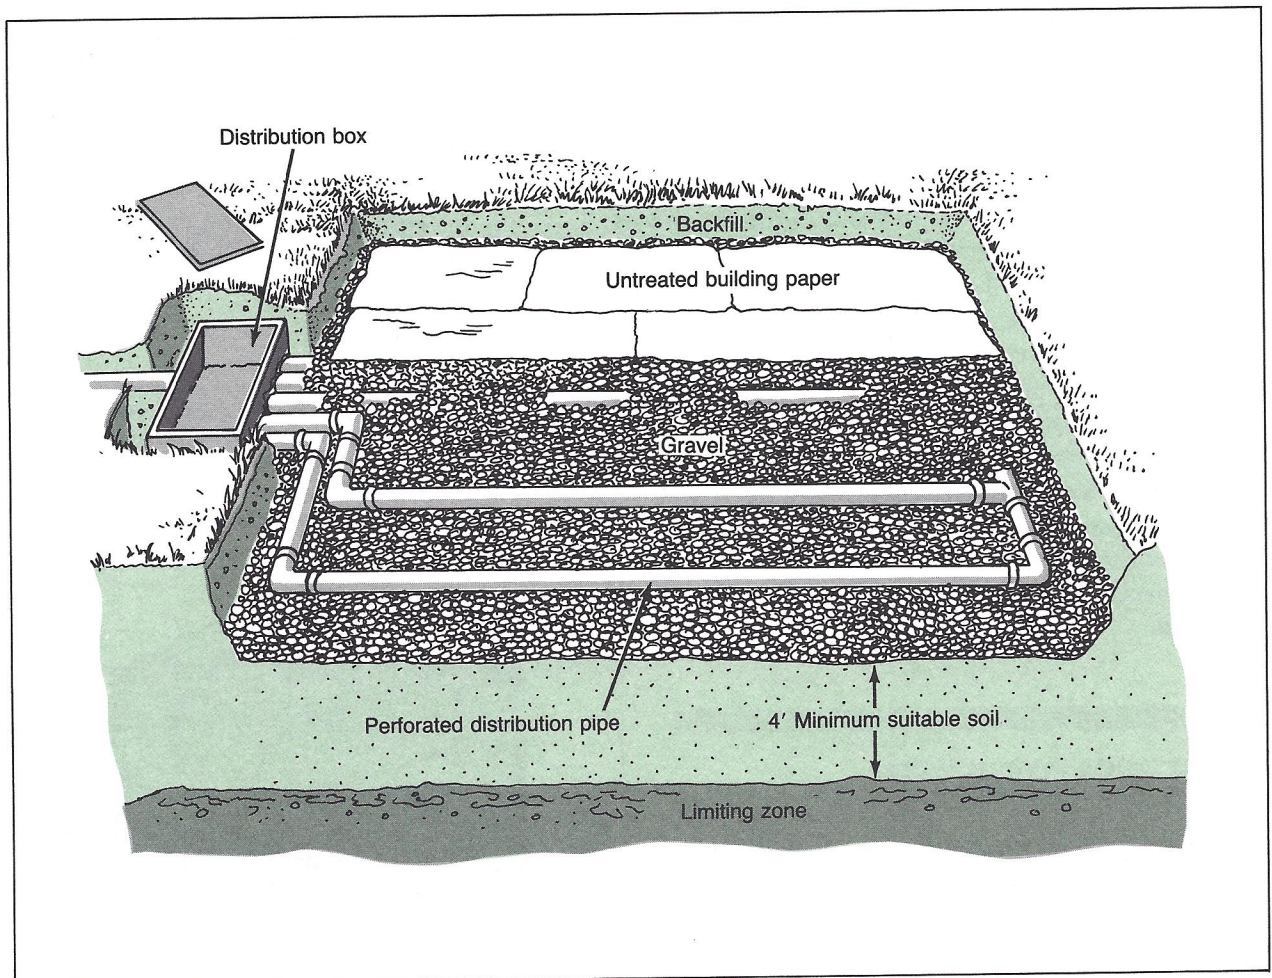 Distribution box
Backfill
Untreated building paper
Gravel
Perforated distribution pipe
4′ Minimum suitable soil
Limiting zone